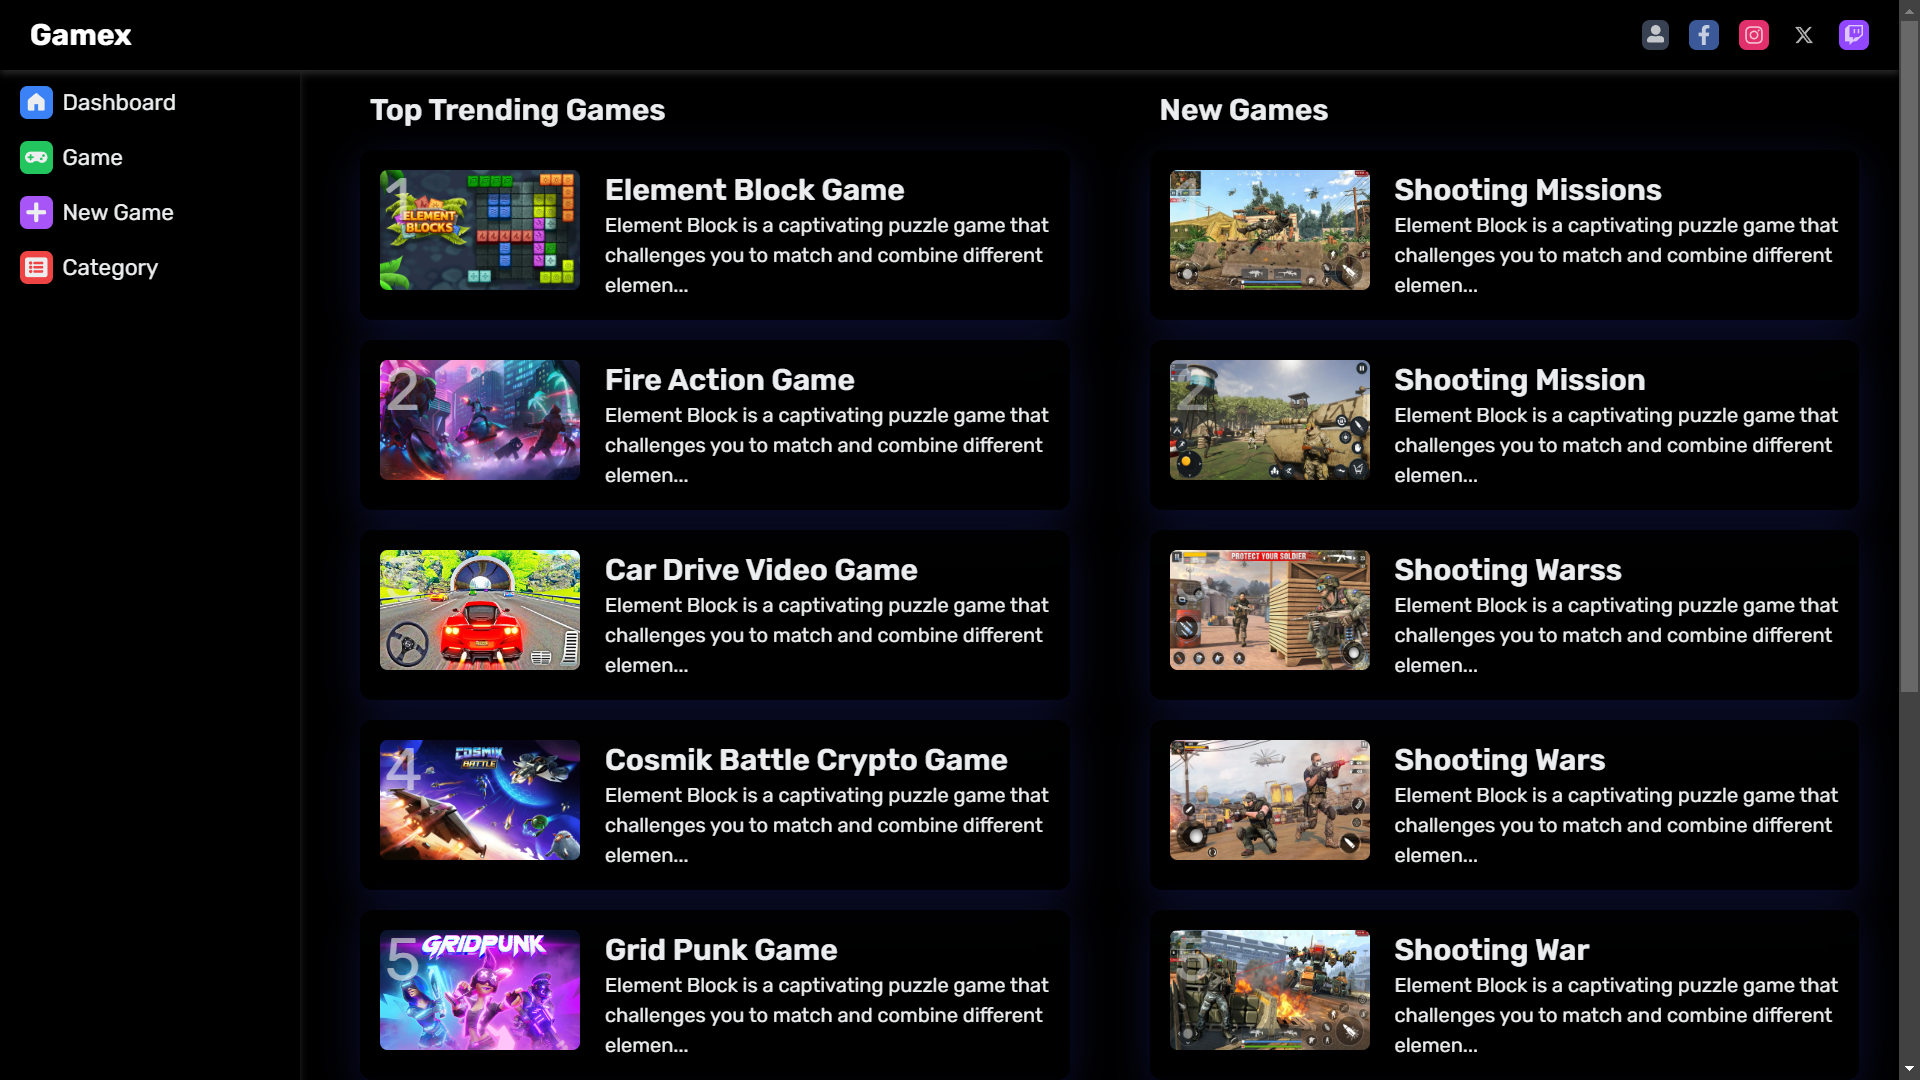 Gamex
Dashboard
Game
New Game
Category
Top Trending Games
1
ELEMENT
BLOCKS
Element Block Game
Element Block is a captivating puzzle game that
challenges you to match and combine different
elemen...
2
Fire Action Game
Element Block is a captivating puzzle game that
challenges you to match and combine different
elemen...
Car Drive Video Game
Element Block is a captivating puzzle game that
challenges you to match and combine different
elemen...
4
COSMIK
BATTLE
Cosmik Battle Crypto Game
Element Block is a captivating puzzle game that
challenges you to match and combine different
elemen...
5
GRIDPUNK
Grid Punk Game
Element Block is a captivating puzzle game that
challenges you to match and combine different
elemen...
New Games
Shooting Missions
Element Block is a captivating puzzle game that
challenges you to match and combine different
elemen...
2
Shooting Mission
Element Block is a captivating puzzle game that
challenges you to match and combine different
elemen...
PROTECT YOUR SOLDIER
Shooting Warss
Element Block is a captivating puzzle game that
challenges you to match and combine different
elemen...
Shooting Wars
Element Block is a captivating puzzle game that
challenges you to match and combine different
elemen...
5
Shooting War
Element Block is a captivating puzzle game that
challenges you to match and combine different
elemen...